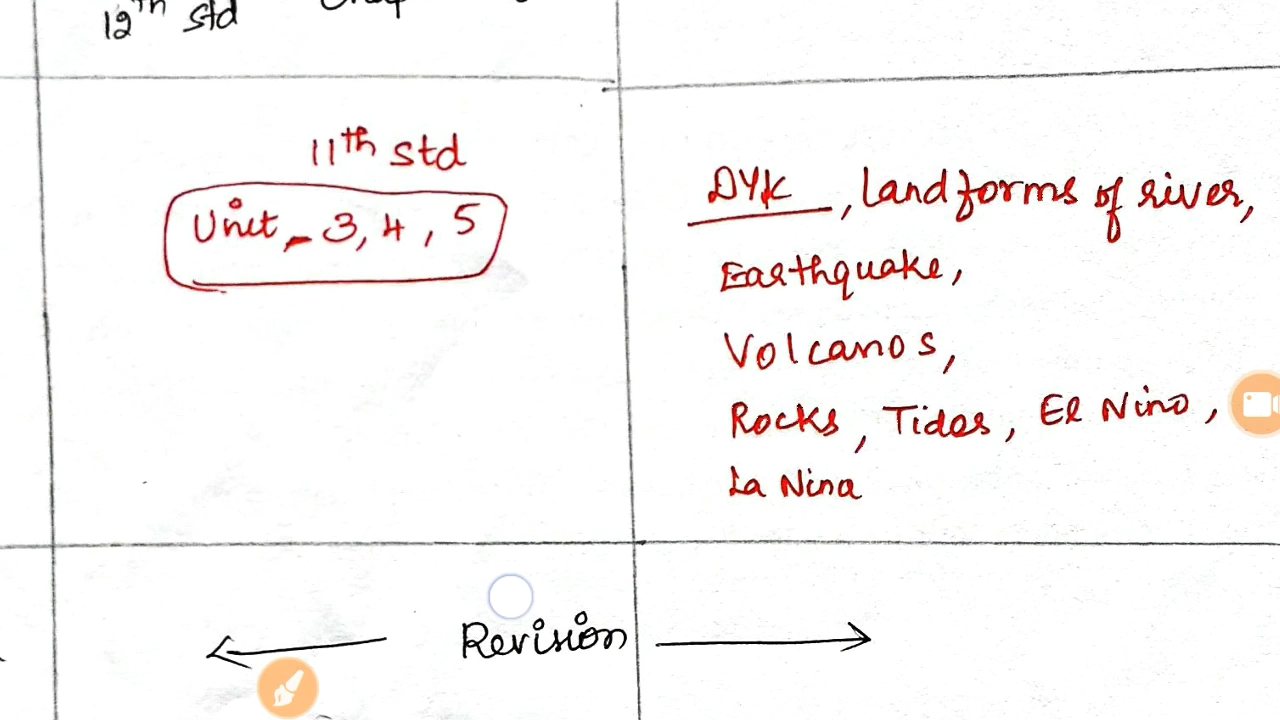 12th std
11th std
Unit - 3, 4, 5
DYK, landforms of river,
Earthquake,
Volcanos,
Rocks, Tides, El Nino,
La Nina
Revision